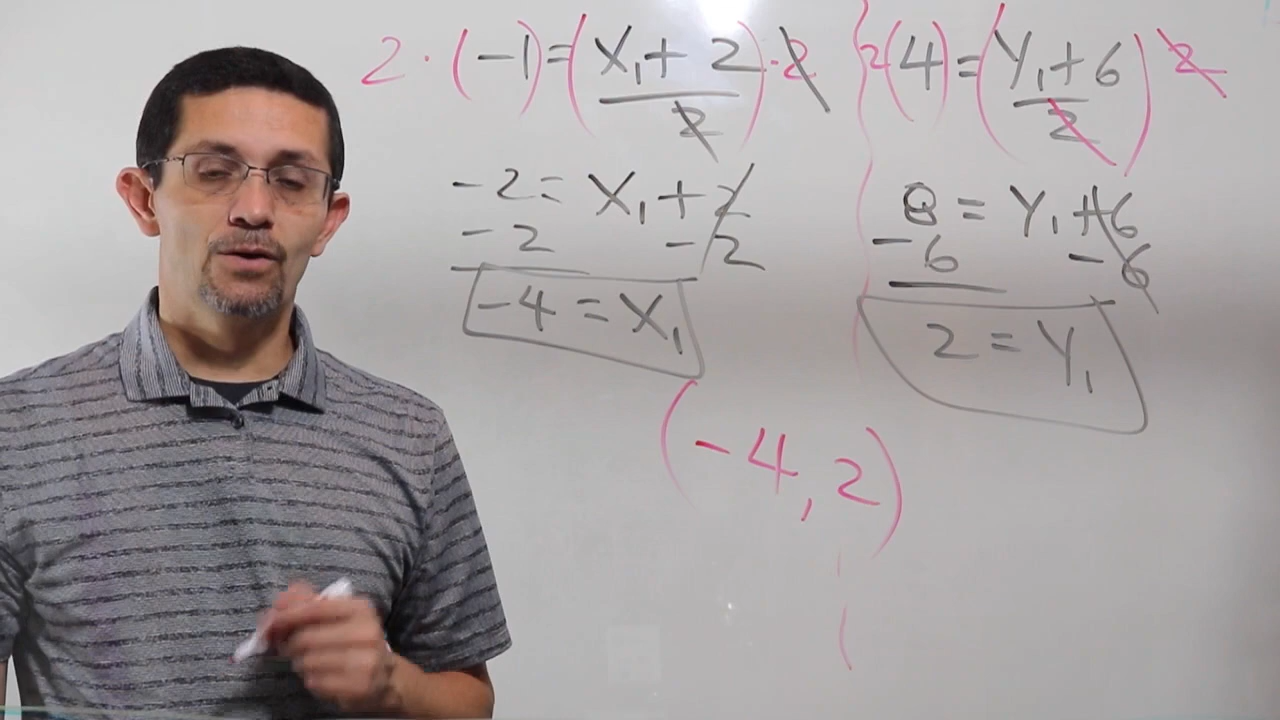 2 · (-1) = (X₁ + 2 / 2) · 2 2
-2 = X₁ + 2
-2 -2
-4 = X₁
2(4) = (Y₁ + 6 / 2) 2
8 = Y₁ + 6
-6 -6
2 = Y₁
(-4, 2)